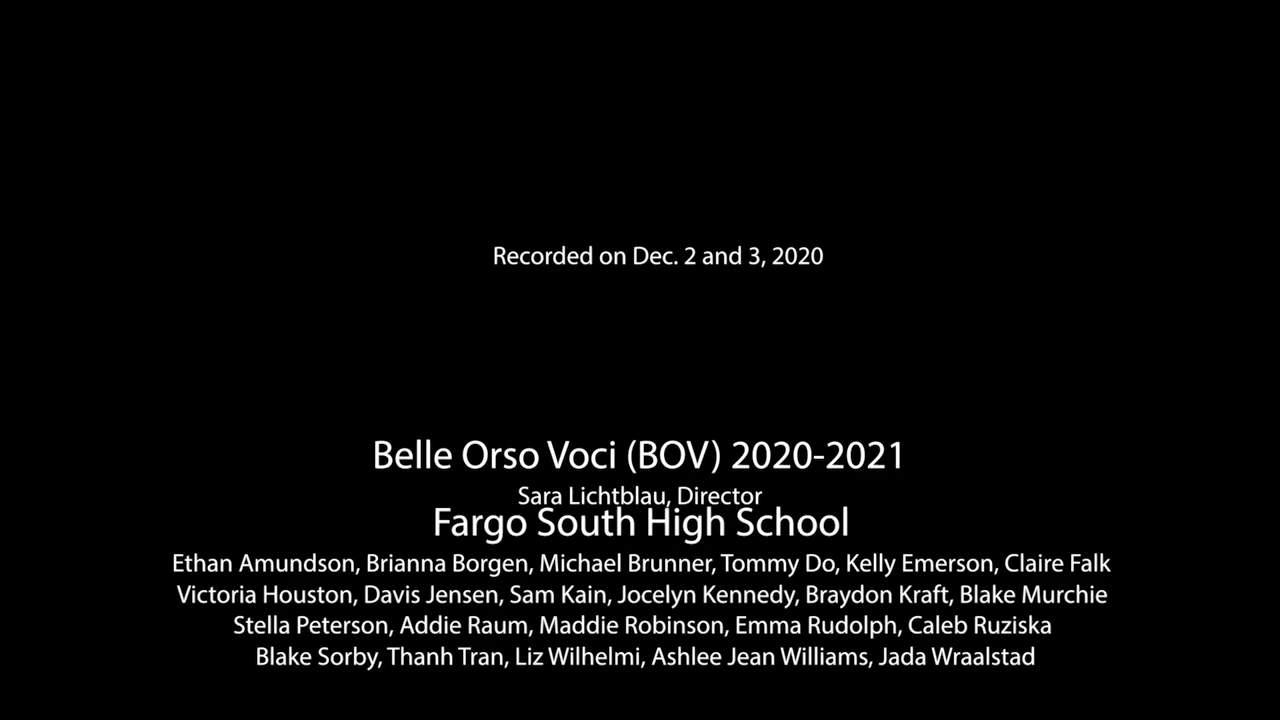 Recorded on Dec. 2 and 3, 2020
Belle Orso Voci (BOV) 2020-2021
Sara Lichtblau, Director
Fargo South High School
Ethan Amundson, Brianna Borgen, Michael Brunner, Tommy Do, Kelly Emerson, Claire Falk
Victoria Houston, Davis Jensen, Sam Kain, Jocelyn Kennedy, Braydon Kraft, Blake Murchie
Stella Peterson, Addie Raum, Maddie Robinson, Emma Rudolph, Caleb Ruziska
Blake Sorby, Thanh Tran, Liz Wilhelmi, Ashlee Jean Williams, Jada Wraalstad